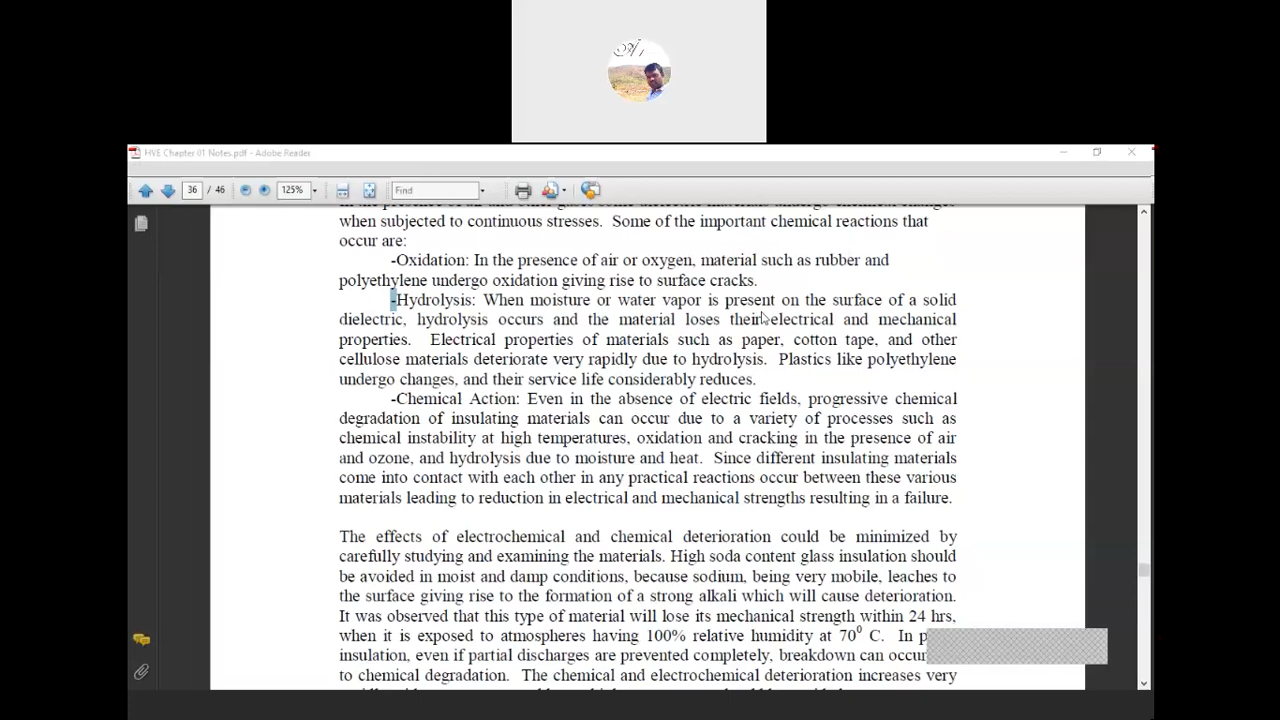 HVE Chapter 01 Notes.pdf - Adobe Reader
36 / 46 125% Find
when subjected to continuous stresses. Some of the important chemical reactions that
occur are:
-Oxidation: In the presence of air or oxygen, material such as rubber and
polyethylene undergo oxidation giving rise to surface cracks.
-Hydrolysis: When moisture or water vapor is present on the surface of a solid
dielectric, hydrolysis occurs and the material loses their electrical and mechanical
properties. Electrical properties of materials such as paper, cotton tape, and other
cellulose materials deteriorate very rapidly due to hydrolysis. Plastics like polyethylene
undergo changes, and their service life considerably reduces.
-Chemical Action: Even in the absence of electric fields, progressive chemical
degradation of insulating materials can occur due to a variety of processes such as
chemical instability at high temperatures, oxidation and cracking in the presence of air
and ozone, and hydrolysis due to moisture and heat. Since different insulating materials
come into contact with each other in any practical reactions occur between these various
materials leading to reduction in electrical and mechanical strengths resulting in a failure.
The effects of electrochemical and chemical deterioration could be minimized by
carefully studying and examining the materials. High soda content glass insulation should
be avoided in moist and damp conditions, because sodium, being very mobile, leaches to
the surface giving rise to the formation of a strong alkali which will cause deterioration.
It was observed that this type of material will lose its mechanical strength within 24 hrs,
when it is exposed to atmospheres having 100% relative humidity at 70⁰ C. In
insulation, even if partial discharges are prevented completely, breakdown can occur
to chemical degradation. The chemical and electrochemical deterioration increases very